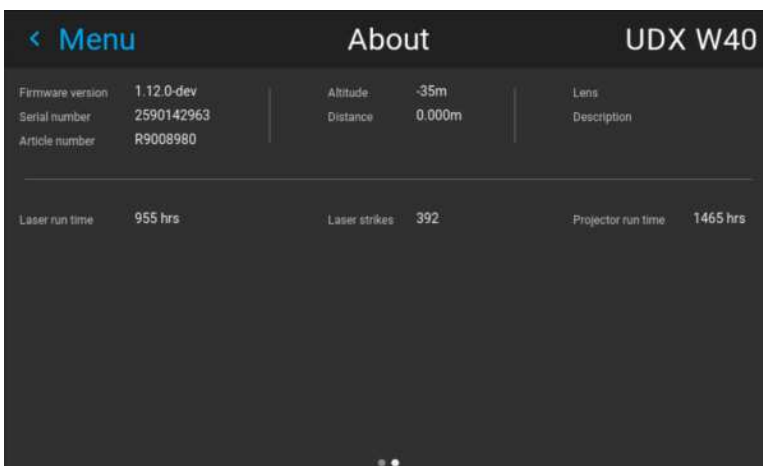 < Menu About UDX W40
Firmware version 1.12.0-dev Altitude -35m Lens
Serial number 2590142963 Distance 0.000m Description
Article number R9008980
Laser run time 955 hrs Laser strikes 392 Projector run time 1465 hrs